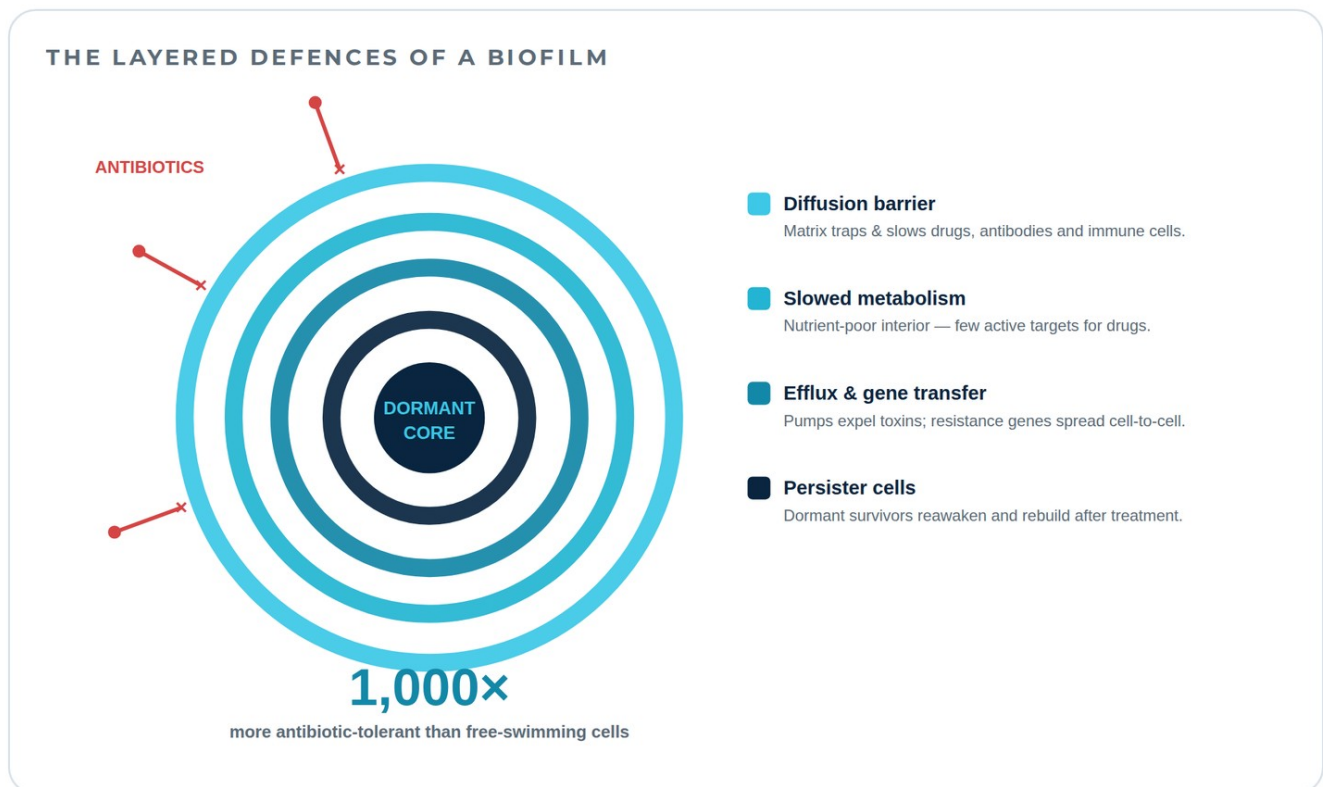 THE LAYERED DEFENCES OF A BIOFILM
ANTIBIOTICS
DORMANT
CORE
1,000×
more antibiotic-tolerant than free-swimming cells
Diffusion barrier
Matrix traps & slows drugs, antibodies and immune cells.
Slowed metabolism
Nutrient-poor interior — few active targets for drugs.
Efflux & gene transfer
Pumps expel toxins; resistance genes spread cell-to-cell.
Persister cells
Dormant survivors reawaken and rebuild after treatment.